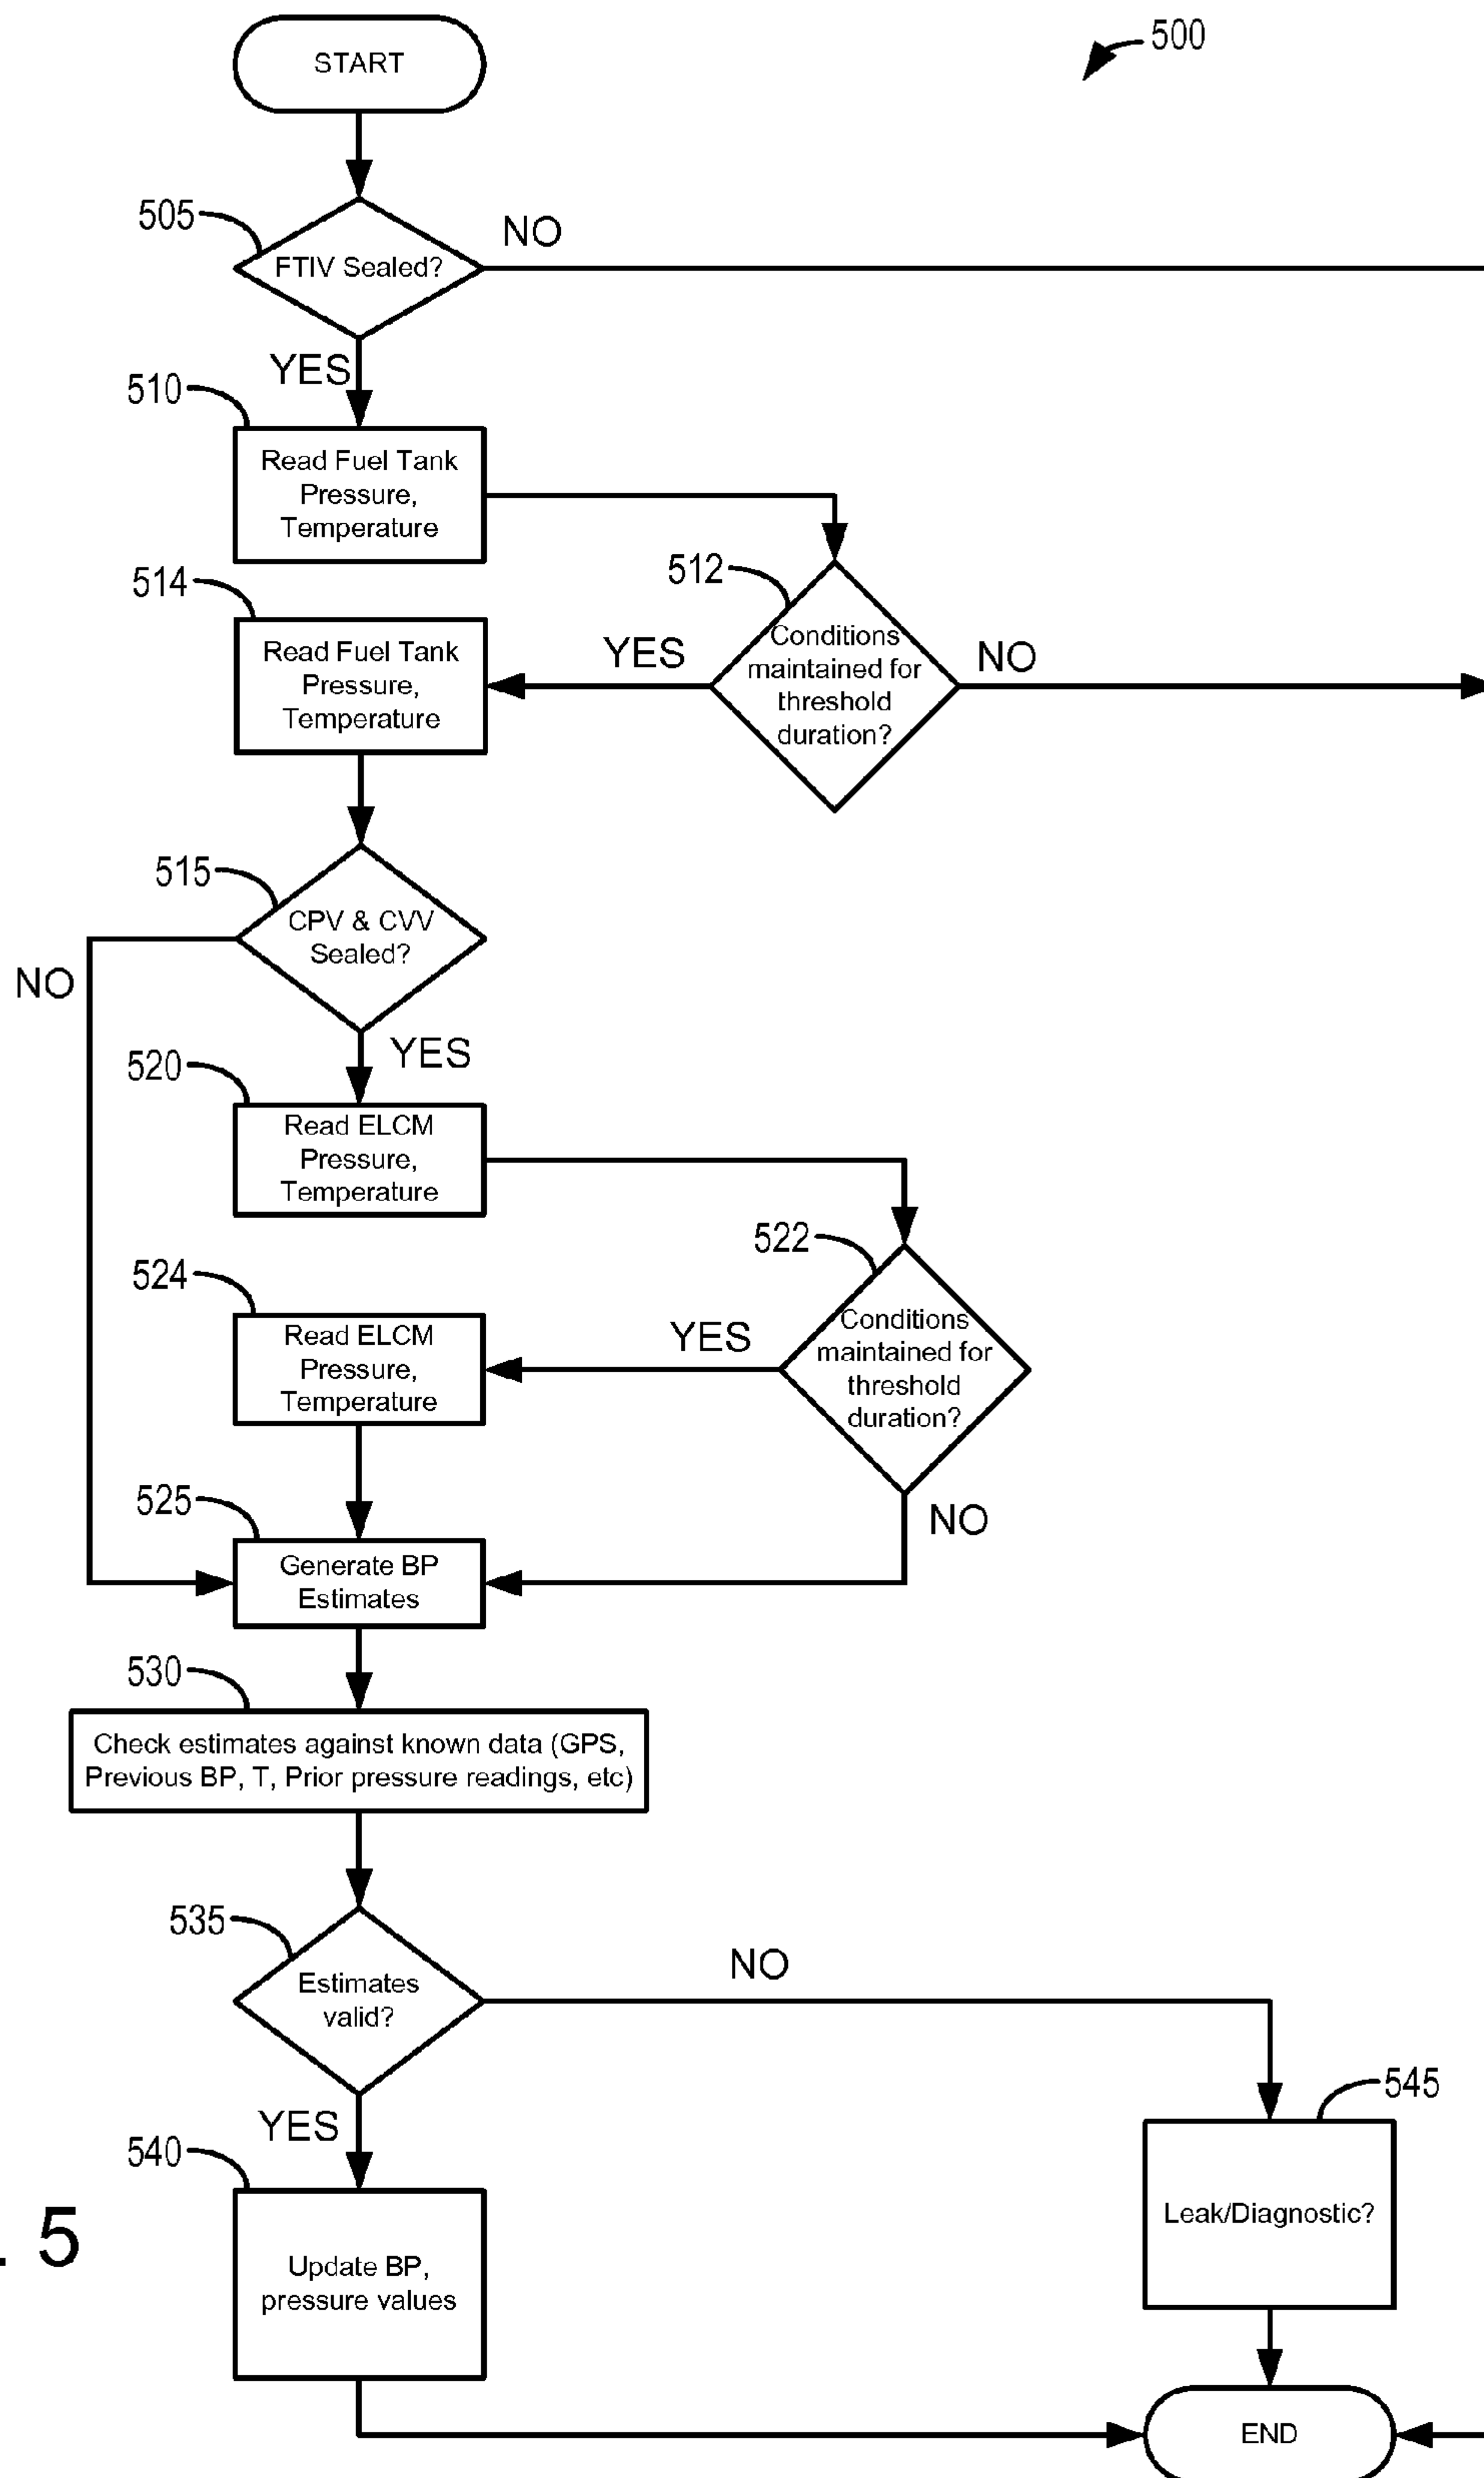 START
500
505
FTIV Sealed?
NO
YES
510
Read Fuel Tank
Pressure,
Temperature
512
Conditions
maintained for
threshold
duration?
YES
NO
514
Read Fuel Tank
Pressure,
Temperature
515
CPV & CVV
Sealed?
NO
YES
520
Read ELCM
Pressure,
Temperature
522
Conditions
maintained for
threshold
duration?
YES
NO
524
Read ELCM
Pressure,
Temperature
525
Generate BP
Estimates
530
Check estimates against known data (GPS,
Previous BP, T, Prior pressure readings, etc)
535
Estimates
valid?
NO
YES
540
Update BP,
pressure values
545
Leak/Diagnostic?
END
. 5